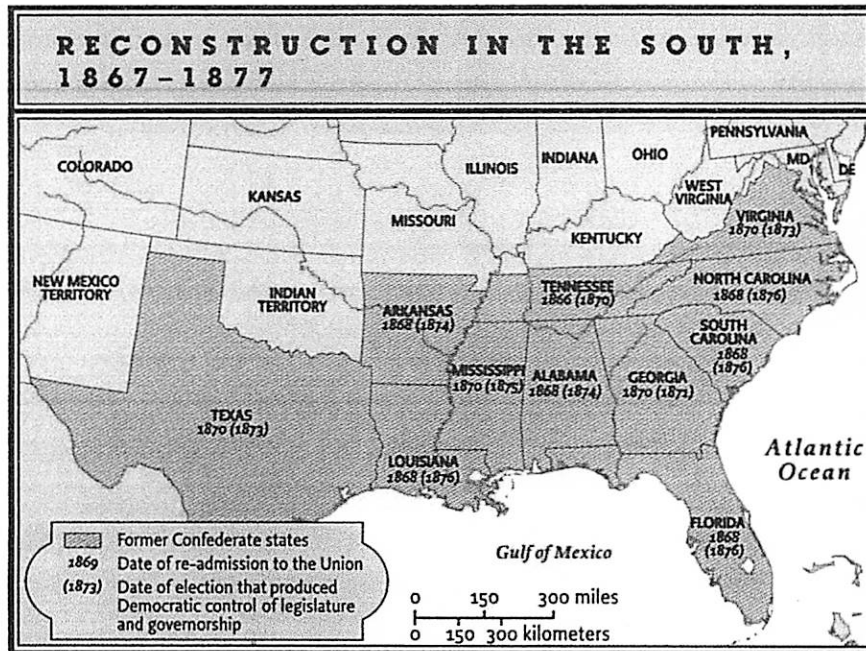 RECONSTRUCTION IN THE SOUTH,
1867–1877
PENNSYLVANIA
COLORADO
ILLINOIS
INDIANA
OHIO
MD
DE
KANSAS
WEST
VIRGINIA
MISSOURI
VIRGINIA
1870 (1873)
KENTUCKY
NEW MEXICO
TERRITORY
INDIAN
TERRITORY
TENNESSEE
1866 (1870)
NORTH CAROLINA
1868 (1876)
ARKANSAS
1868 (1874)
SOUTH
CAROLINA
1868
(1876)
MISSISSIPPI
1870 (1875)
ALABAMA
1868 (1874)
GEORGIA
1870 (1871)
TEXAS
1870 (1873)
LOUISIANA
1868 (1876)
Atlantic
Ocean
FLORIDA
1868
(1876)
Gulf of Mexico
Former Confederate states
1869 Date of re-admission to the Union
(1873) Date of election that produced
Democratic control of legislature
and governorship
0 150 300 miles
0 150 300 kilometers